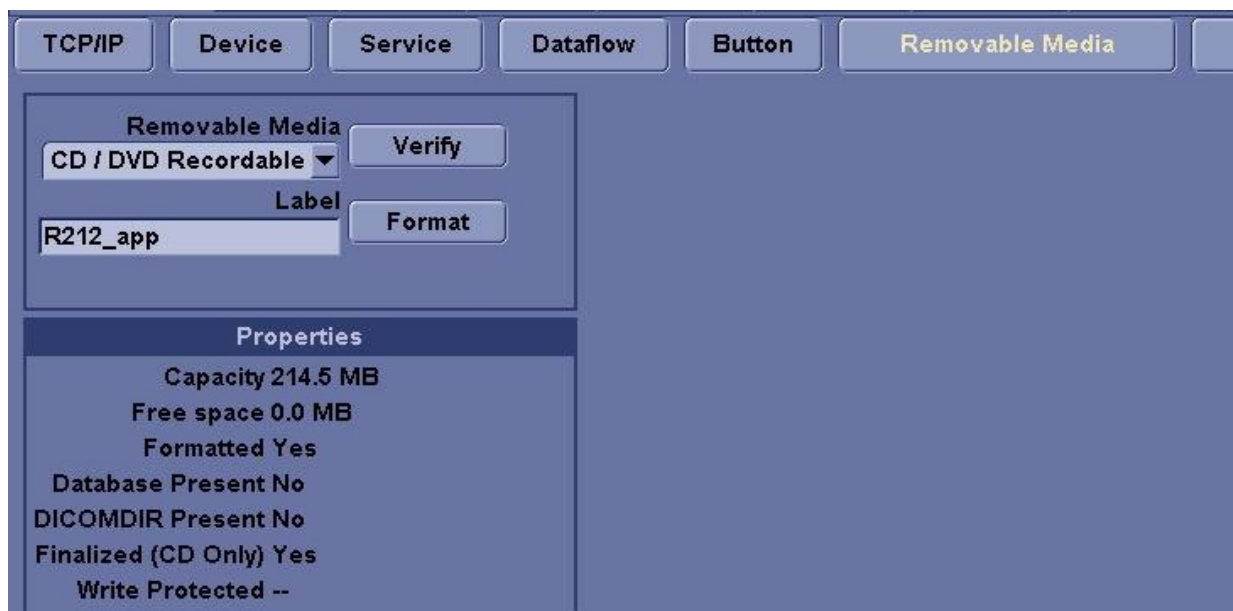 TCP/IP Device Service Dataflow Button Removable Media
Removable Media
CD / DVD Recordable Verify
Label
R212_app Format
Properties
Capacity 214.5 MB
Free space 0.0 MB
Formatted Yes
Database Present No
DICOMDIR Present No
Finalized (CD Only) Yes
Write Protected --